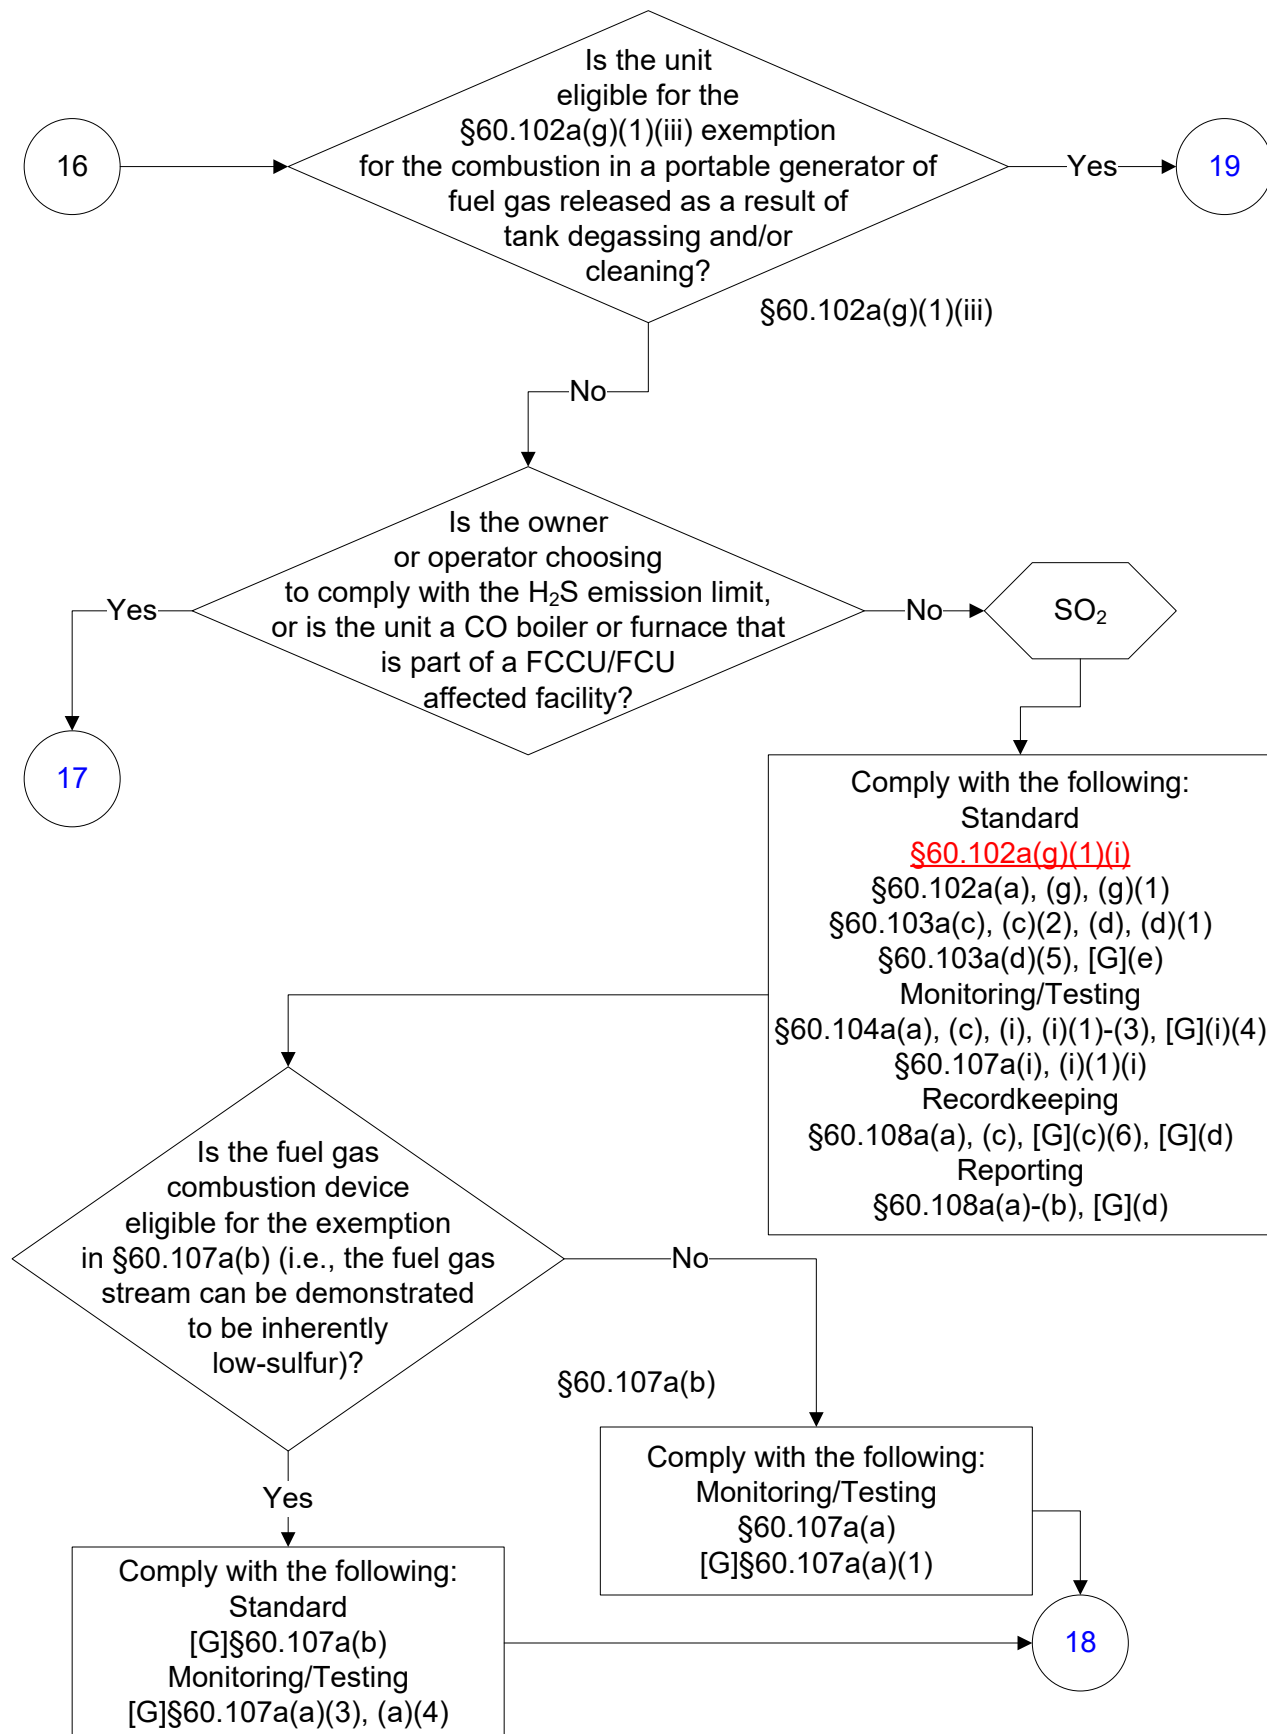 Is the unit
eligible for the
§60.102a(g)(1)(iii) exemption
for the combustion in a portable generator of
fuel gas released as a result of
tank degassing and/or
cleaning?
16
Yes
19
§60.102a(g)(1)(iii)
No
Is the owner
or operator choosing
to comply with the H₂S emission limit,
or is the unit a CO boiler or furnace that
is part of a FCCU/FCU
affected facility?
Yes
17
No
SO₂
Comply with the following:
Standard
§60.102a(g)(1)(i)
§60.102a(a), (g), (g)(1)
§60.103a(c), (c)(2), (d), (d)(1)
§60.103a(d)(5), [G](e)
Monitoring/Testing
§60.104a(a), (c), (i), (i)(1)-(3), [G](i)(4)
§60.107a(i), (i)(1)(i)
Recordkeeping
§60.108a(a), (c), [G](c)(6), [G](d)
Reporting
§60.108a(a)-(b), [G](d)
Is the fuel gas
combustion device
eligible for the exemption
in §60.107a(b) (i.e., the fuel gas
stream can be demonstrated
to be inherently
low-sulfur)?
No
§60.107a(b)
Comply with the following:
Monitoring/Testing
§60.107a(a)
[G]§60.107a(a)(1)
Yes
Comply with the following:
Standard
[G]§60.107a(b)
Monitoring/Testing
[G]§60.107a(a)(3), (a)(4)
18